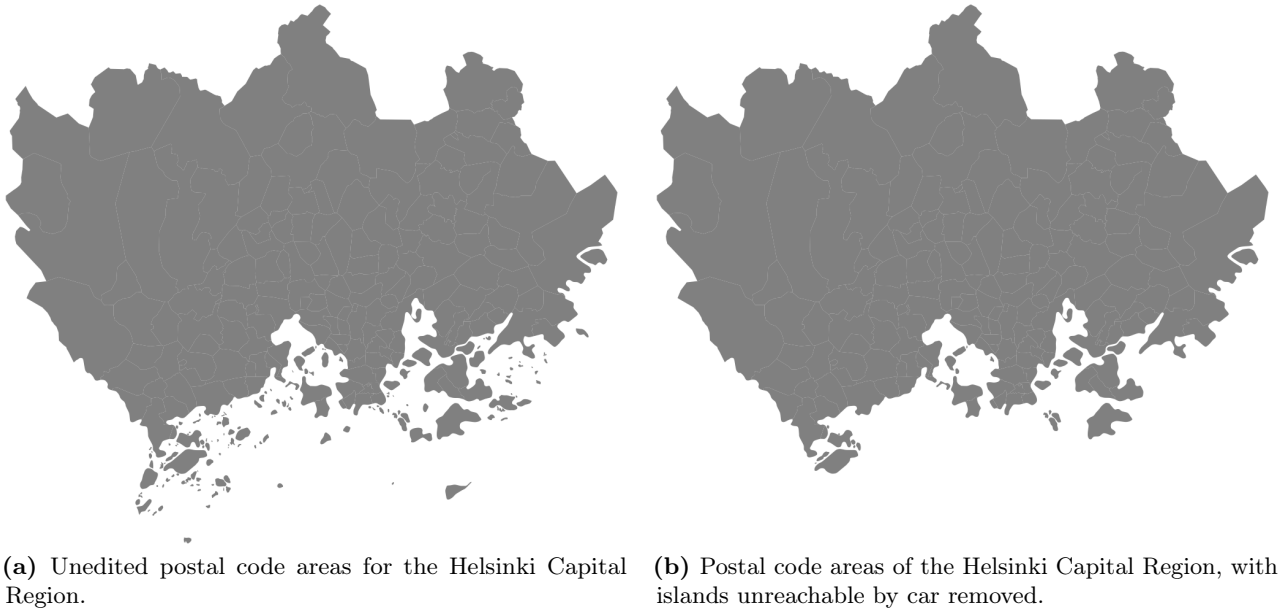 (a) Unedited postal code areas for the Helsinki Capital
Region.
(b) Postal code areas of the Helsinki Capital Region, with
islands unreachable by car removed.